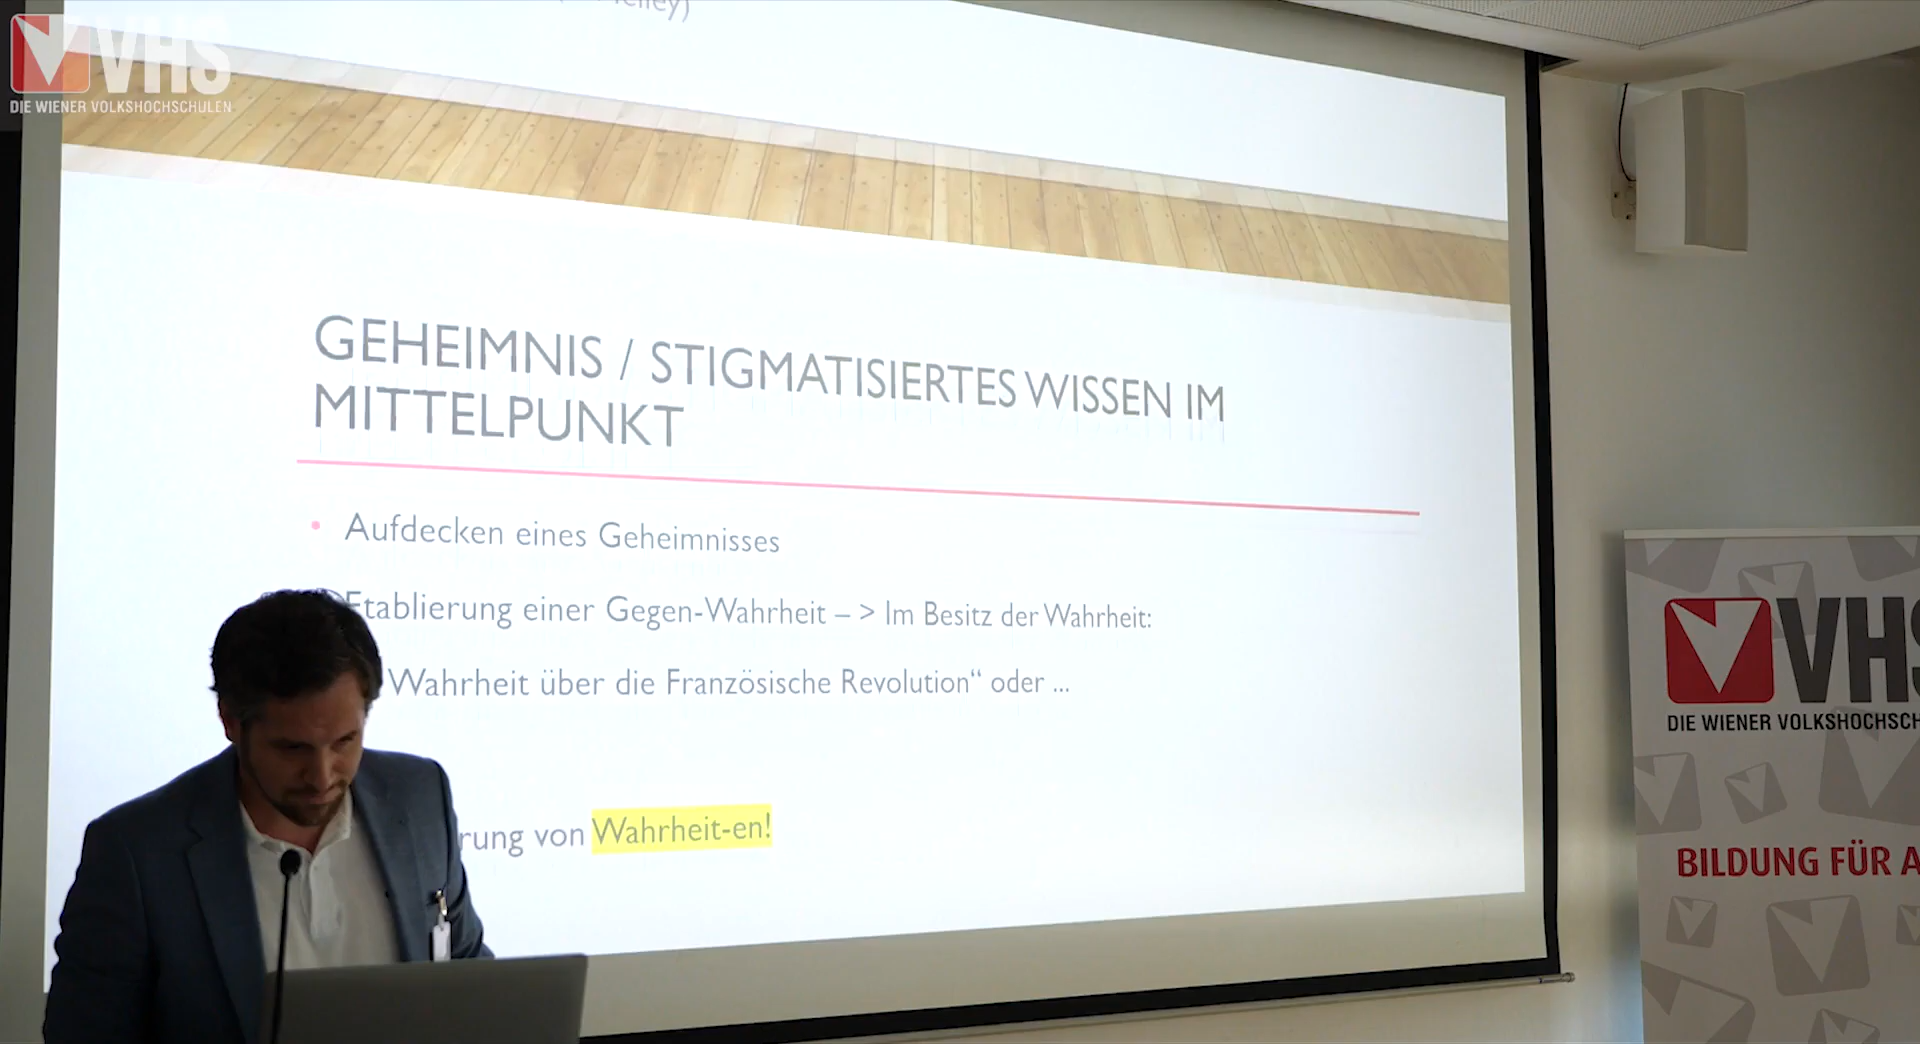 VHS
DIE WIENER VOLKSHOCHSCHULEN
GEHEIMNIS / STIGMATISIERTES WISSEN IM
MITTELPUNKT
• Aufdecken eines Geheimnisses
Etablierung einer Gegen-Wahrheit – > Im Besitz der Wahrheit:
Wahrheit über die Französische Revolution“ oder ...
rung von Wahrheit-en!
VHS
DIE WIENER VOLKSHOCHSCH
BILDUNG FÜR A